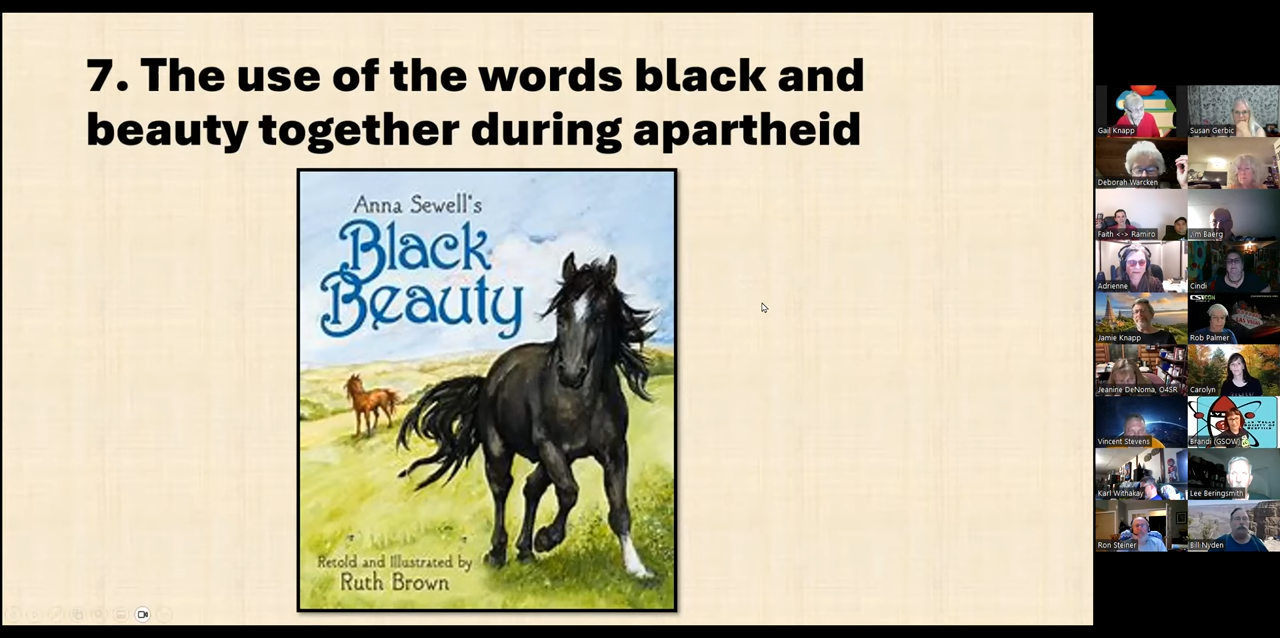 7. The use of the words black and
beauty together during apartheid
Anna Sewell's
Black
Beauty
Retold and Illustrated by
Ruth Brown
Gail Knapp
Susan Gerbic
Deborah Warcken
Faith <-> Ramiro
Jim Baerg
Adrienne
Cindi
Jamie Knapp
CSICON
Rob Palmer
Jeanine DeNoma, O4SR
Carolyn
Vincent Stevens
Brandi (GSOW)
Karl Withakay
Lee Beringsmith
Ron Steiner
Bill Nyden